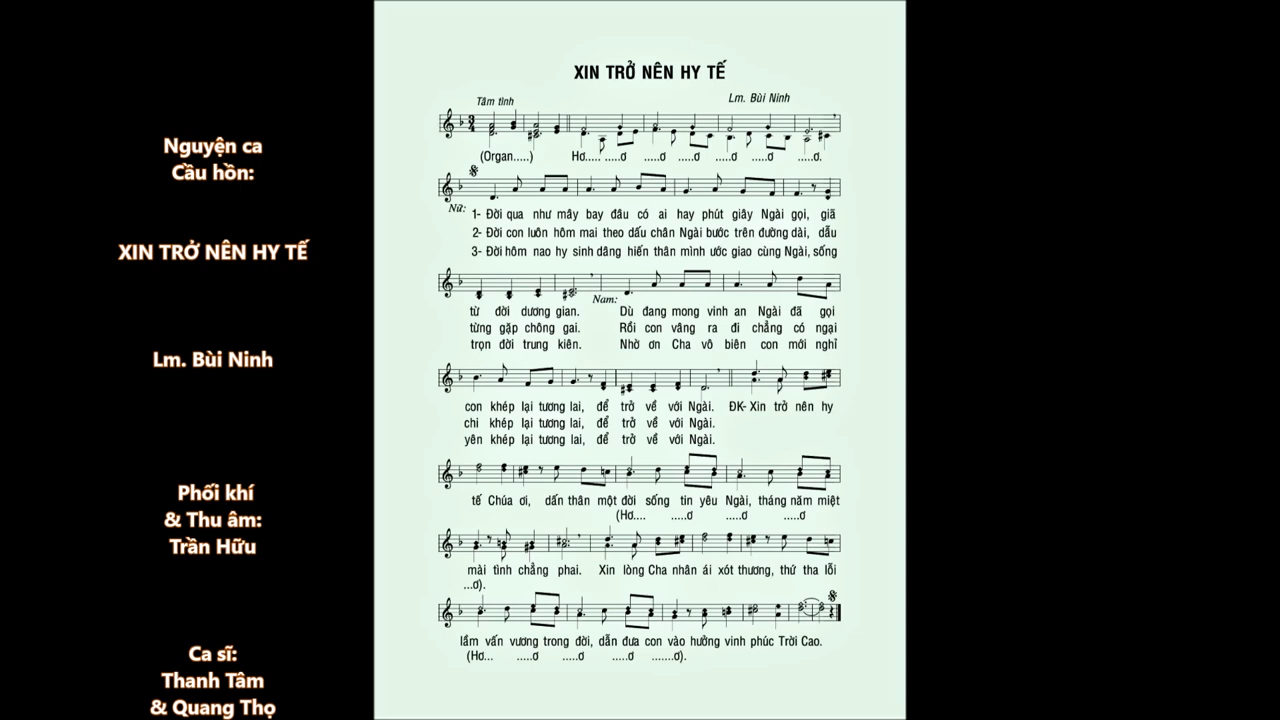 Nguyện ca
Cầu hồn:
XIN TRỞ NÊN HY TẾ
Lm. Bùi Ninh
Phối khí
& Thu âm:
Trần Hữu
Ca sĩ:
Thanh Tâm
& Quang Thọ
XIN TRỞ NÊN HY TẾ
Tâm tình
Lm. Bùi Ninh
(Organ.....) Hơ..... .....ơ .....ơ .....ơ .....ơ .....ơ .....ơ.
Nữ: 1- Đời qua như mây bay đâu có ai hay phút giây Ngài gọi, giã
2- Đời con luôn hôm mai theo dấu chân Ngài bước trên đường dài, dẫu
3- Đời hôm nao hy sinh dâng hiến thân mình ước giao cùng Ngài, sống
từ đời dương gian. Nam: Dù đang mong vinh an Ngài đã gọi
từng gặp chông gai. Rồi con vâng ra đi chẳng có ngại
trọn đời trung kiên. Nhờ ơn Cha vô biên con mới nghỉ
con khép lại tương lai, để trở về với Ngài. ĐK- Xin trở nên hy
chi khép lại tương lai, để trở về với Ngài.
yên khép lại tương lai, để trở về với Ngài.
tế Chúa ơi, dấn thân một đời sống tin yêu Ngài, tháng năm miệt
(Hơ.... .....ơ .....ơ .....ơ
mài tình chẳng phai. Xin lòng Cha nhân ái xót thương, thứ tha lỗi
...ơ).
lầm vấn vương trong đời, dẫn đưa con vào hưởng vinh phúc Trời Cao.
(Hơ... .....ơ .....ơ .....ơ .......ơ).